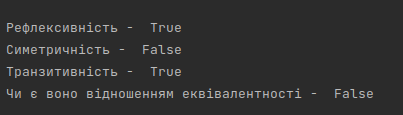 Рефлексивність -  True
Симетричність -  False
Транзитивність -  True
Чи є воно відношенням еквівалентності -  False